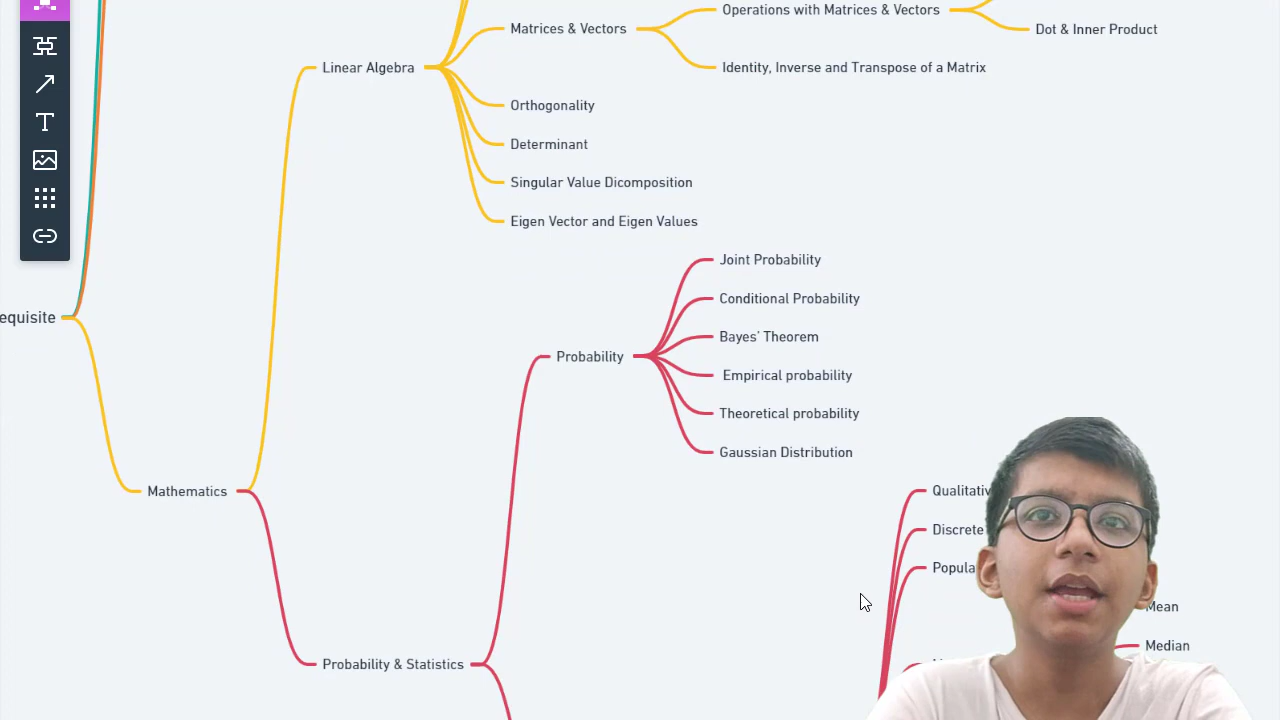 Operations with Matrices & Vectors
Matrices & Vectors
Dot & Inner Product
Linear Algebra
Identity, Inverse and Transpose of a Matrix
Orthogonality
Determinant
Singular Value Dicomposition
Eigen Vector and Eigen Values
Joint Probability
Conditional Probability
equisite
Bayes’ Theorem
Probability
Empirical probability
Theoretical probability
Gaussian Distribution
Mathematics
Discrete
Mean
Median
Probability & Statistics